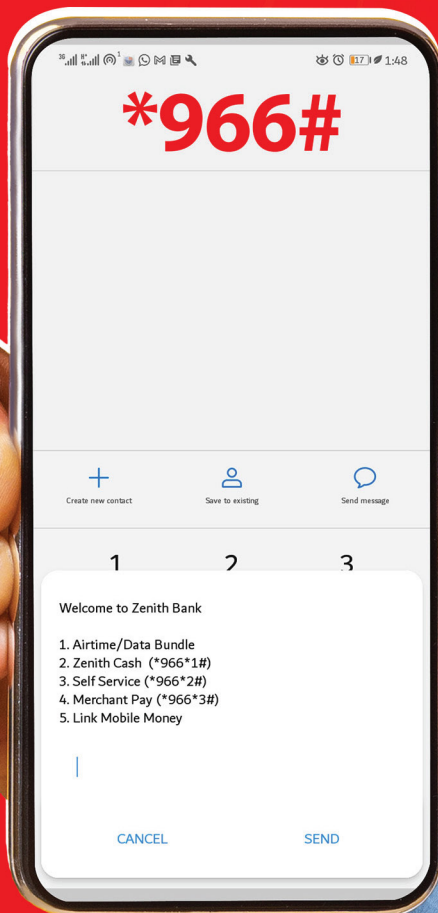 3G H+ 1 17 1:48
*966#
Create new contact Save to existing Send message
1 2 3
Welcome to Zenith Bank
1. Airtime/Data Bundle
2. Zenith Cash (*966*1#)
3. Self Service (*966*2#)
4. Merchant Pay (*966*3#)
5. Link Mobile Money
CANCEL SEND